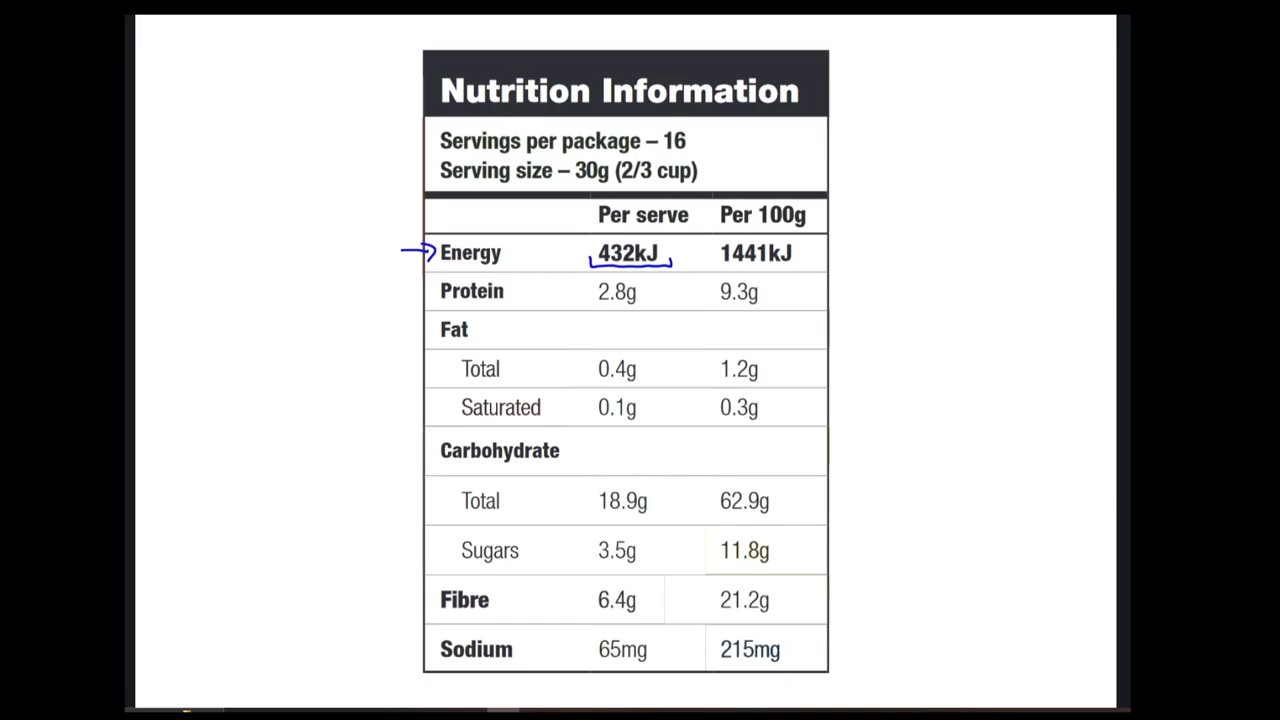 Nutrition Information
Servings per package – 16
Serving size – 30g (2/3 cup)
Per serve Per 100g
Energy 432kJ 1441kJ
Protein 2.8g 9.3g
Fat
Total 0.4g 1.2g
Saturated 0.1g 0.3g
Carbohydrate
Total 18.9g 62.9g
Sugars 3.5g 11.8g
Fibre 6.4g 21.2g
Sodium 65mg 215mg